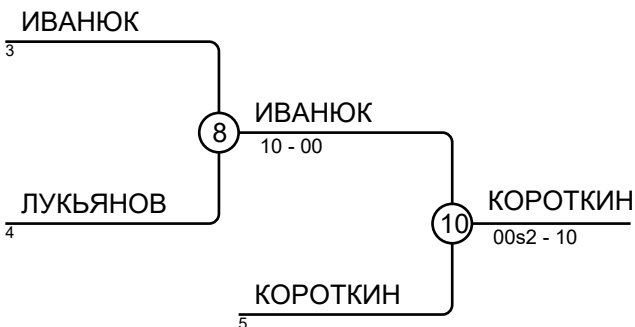 ИВАНЮК
3
8
ИВАНЮК
10 - 00
ЛУКЬЯНОВ
4
КОРОТКИН
10
00s2 - 10
КОРОТКИН
5